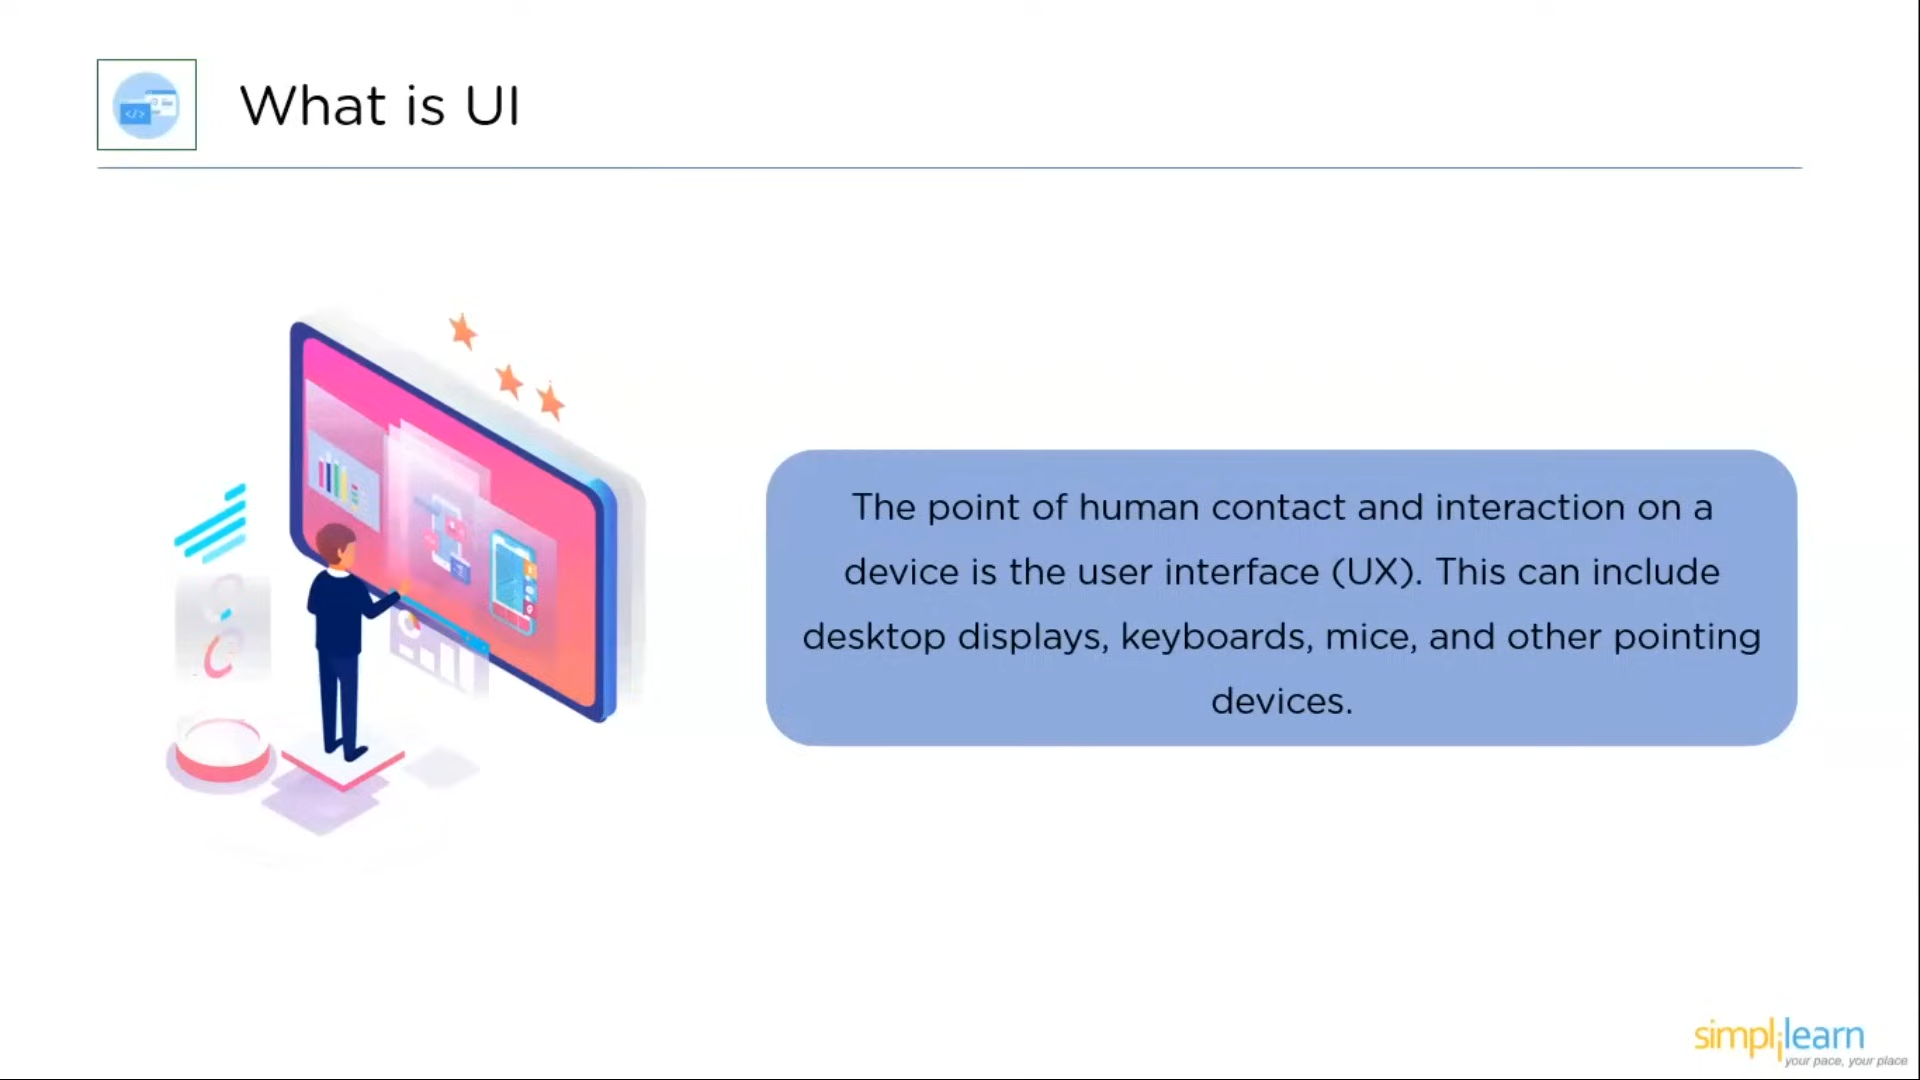 What is UI
</>
The point of human contact and interaction on a
device is the user interface (UX). This can include
desktop displays, keyboards, mice, and other pointing
devices.
simplilearn
your pace, your place